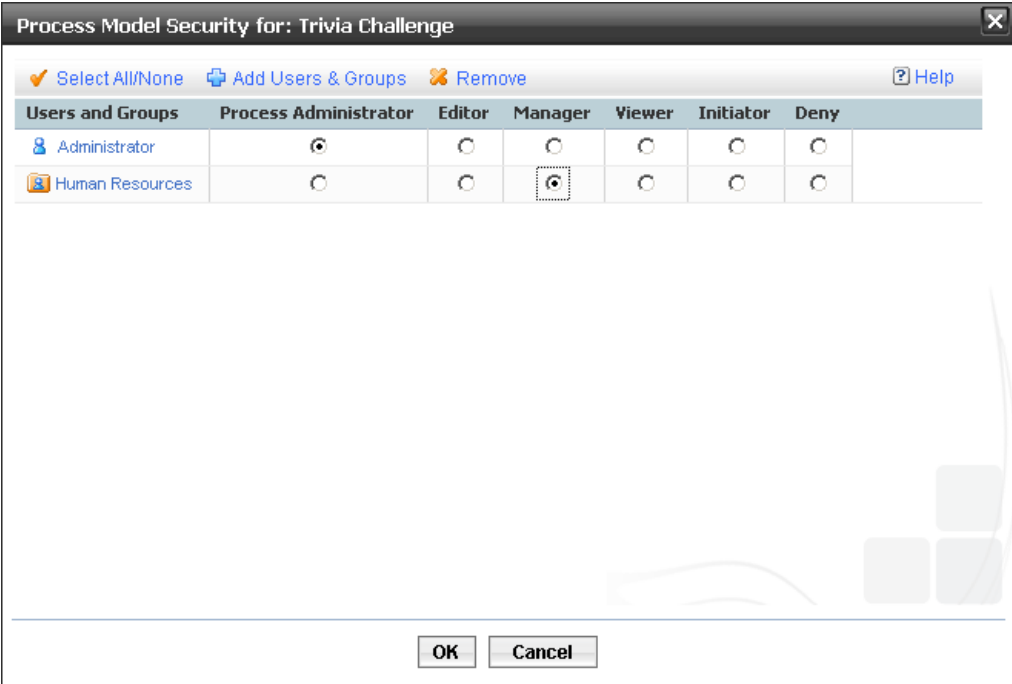 Process Model Security for: Trivia Challenge
Select All/None Add Users & Groups Remove Help
Users and Groups Process Administrator Editor Manager Viewer Initiator Deny
Administrator
Human Resources
OK Cancel